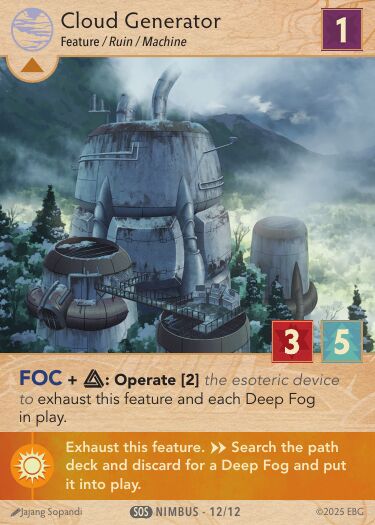 Cloud Generator
Feature / Ruin / Machine
1
3 5
FOC + : Operate [2] the esoteric device
to exhaust this feature and each Deep Fog
in play.
Exhaust this feature. Search the path
deck and discard for a Deep Fog and put
it into play.
Jajang Sopandi SOS NIMBUS - 12/12 ©2025 EBG